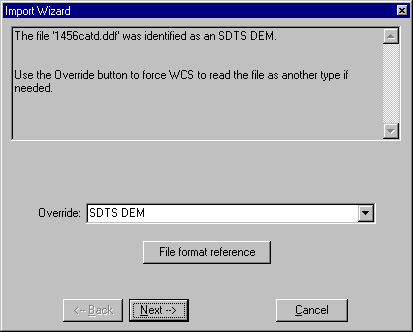 Import Wizard
The file '1456catd.ddf' was identified as an SDTS DEM.
Use the Override button to force WCS to read the file as another type if
needed.
Override: SDTS DEM
File format reference
<-- Back Next --> Cancel